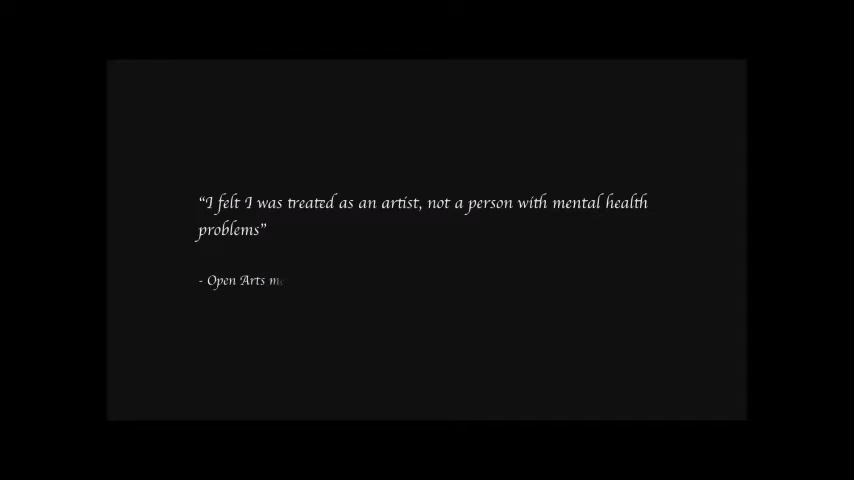 "I felt I was treated as an artist, not a person with mental health
problems"
- Open Arts